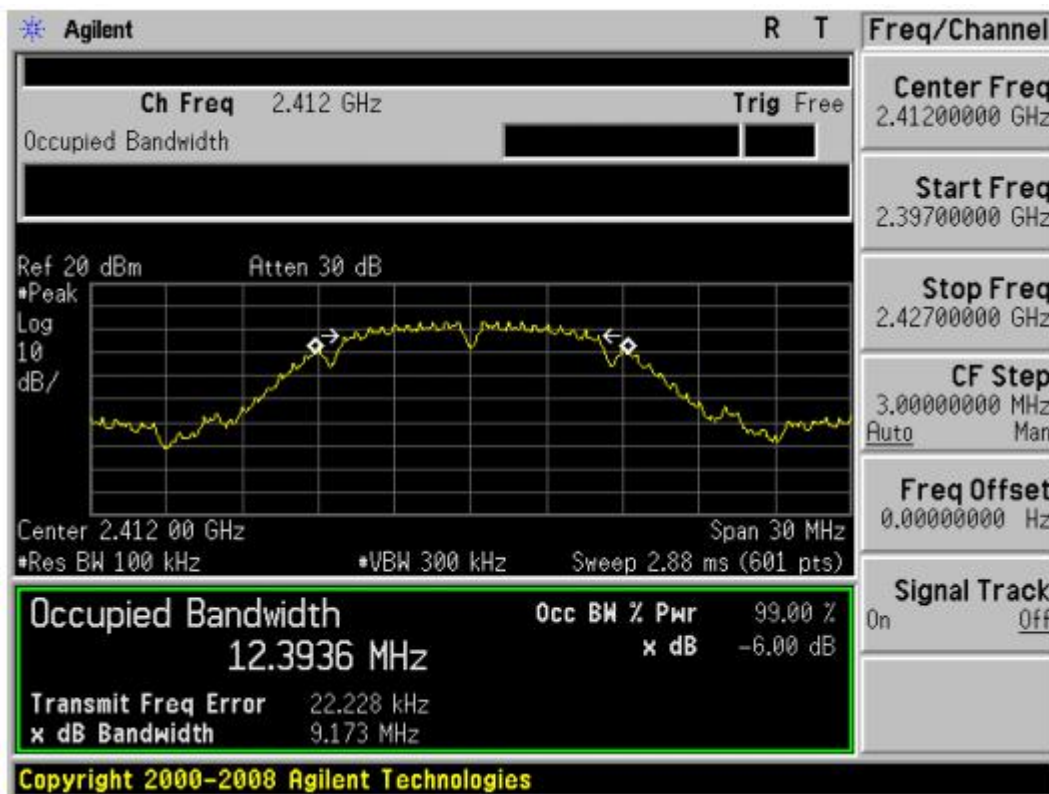 Agilent R T
Freq/Channel
Ch Freq 2.412 GHz Trig Free
Occupied Bandwidth
Center Freq
2.41200000 GHz
Start Freq
2.39700000 GHz
Stop Freq
2.42700000 GHz
CF Step
3.00000000 MHz
Auto Man
Freq Offset
0.00000000 Hz
Signal Track
On Off
Ref 20 dBm Atten 30 dB
#Peak
Log
10
dB/
Center 2.412 00 GHz Span 30 MHz
#Res BW 100 kHz #VBW 300 kHz Sweep 2.88 ms (601 pts)
Occupied Bandwidth Occ BW % Pwr 99.00 %
12.3936 MHz x dB -6.00 dB
Transmit Freq Error 22.228 kHz
x dB Bandwidth 9.173 MHz
Copyright 2000-2008 Agilent Technologies